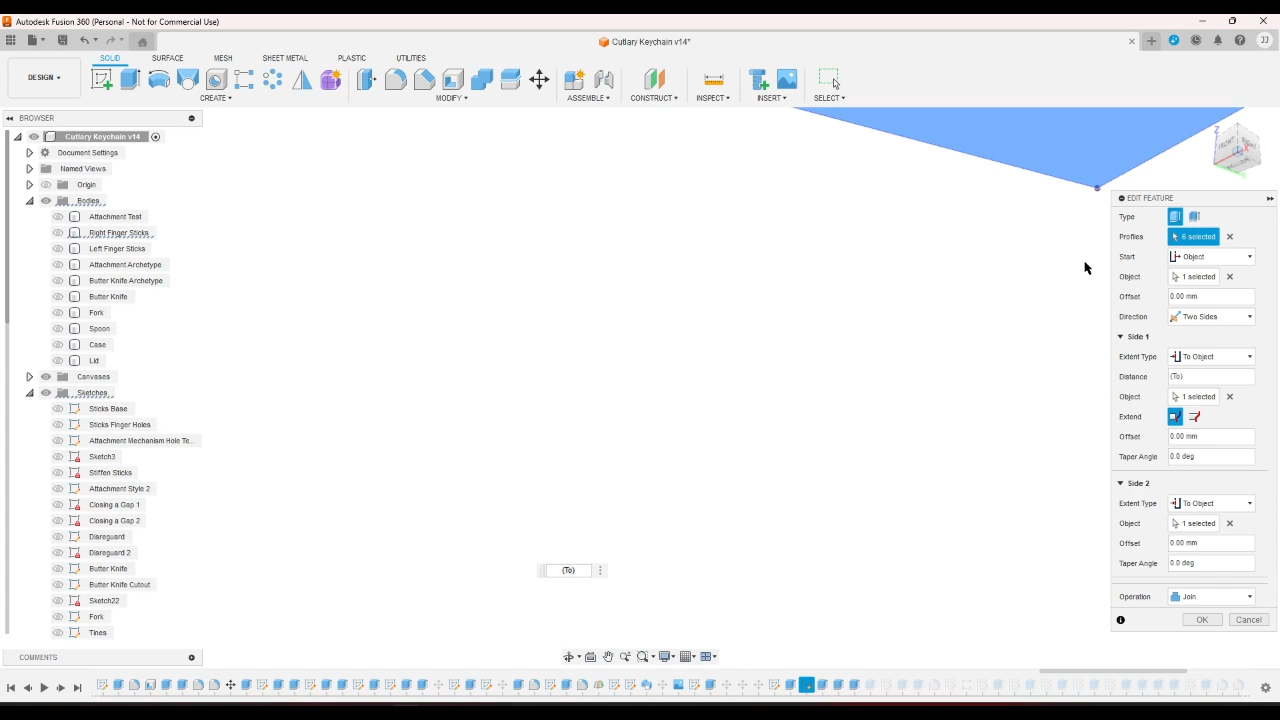 Autodesk Fusion 360 (Personal - Not for Commercial Use)
Cutlary Keychain v14*
JJ
SOLID SURFACE MESH SHEET METAL PLASTIC UTILITIES
DESIGN
CREATE MODIFY ASSEMBLE CONSTRUCT INSPECT INSERT SELECT
BROWSER
Cutlary Keychain v14
Document Settings
Named Views
Origin
Bodies
Attachment Test
Right Finger Sticks
Left Finger Sticks
Attachment Archetype
Butter Knife Archetype
Butter Knife
Fork
Spoon
Case
Lid
Canvases
Sketches
Sticks Base
Sticks Finger Holes
Attachment Mechanism Hole Te...
Sketch3
Stiffen Sticks
Attachment Style 2
Closing a Gap 1
Closing a Gap 2
Disreguard
Disreguard 2
Butter Knife
Butter Knife Cutout
Sketch22
Fork
Tines
COMMENTS
(To)
Z
FRONT RIGHT
X
Y
EDIT FEATURE
Type
Profiles 6 selected
Start Object
Object 1 selected
Offset 0.00 mm
Direction Two Sides
Side 1
Extent Type To Object
Distance (To)
Object 1 selected
Extend
Offset 0.00 mm
Taper Angle 0.0 deg
Side 2
Extent Type To Object
Object 1 selected
Offset 0.00 mm
Taper Angle 0.0 deg
Operation Join
OK Cancel